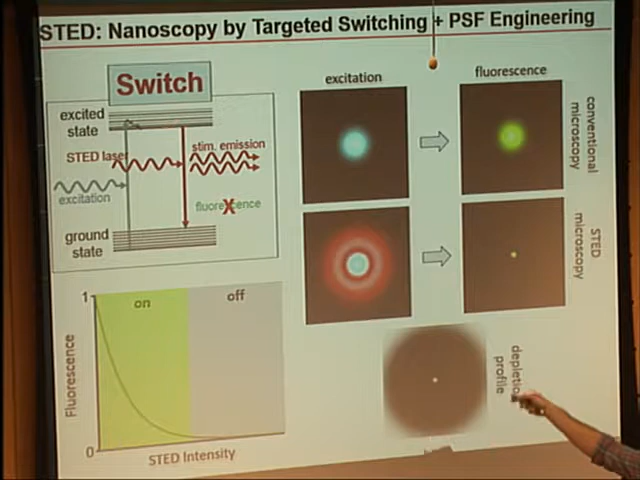 STED: Nanoscopy by Targeted Switching + PSF Engineering
Switch
excited
state
STED laser
stim. emission
excitation
fluorescence
X
ground
state
excitation
fluorescence
conventional
microscopy
STED
microscopy
1
on
off
Fluorescence
0
STED Intensity
depletion
profile